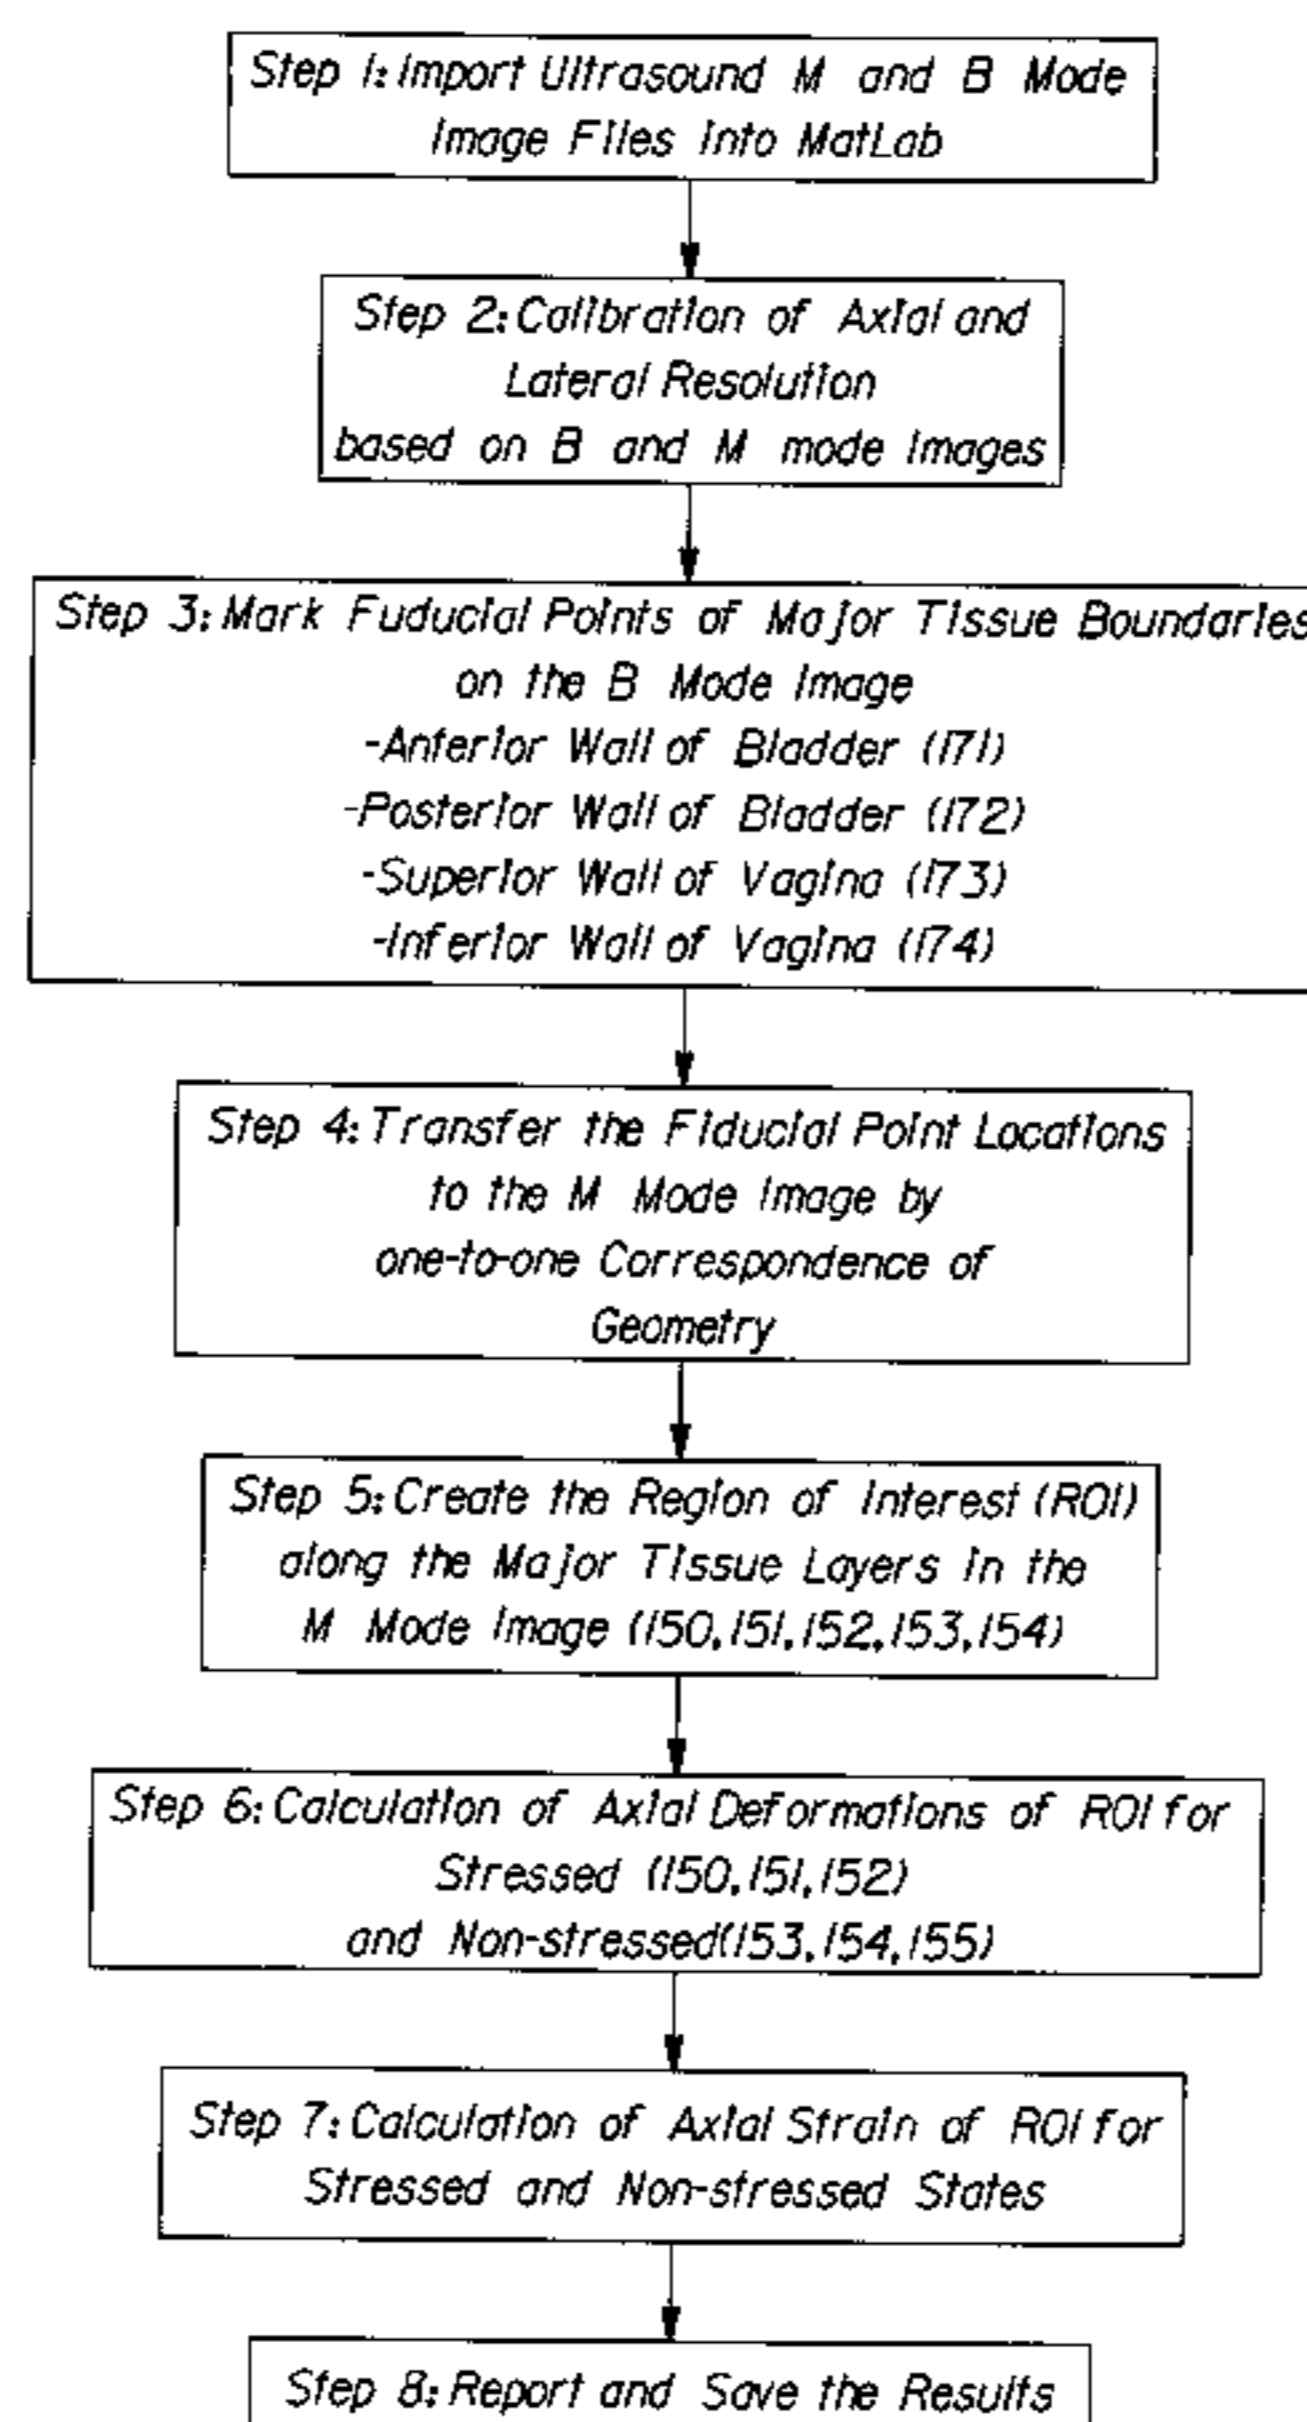 Step 1: Import Ultrasound M and B Mode
Image Files into MatLab
Step 2: Calibration of Axial and
Lateral Resolution
based on B and M mode Images
Step 3: Mark Fuducial Points of Major Tissue Boundaries
on the B Mode Image
-Anterior Wall of Bladder (171)
-Posterior Wall of Bladder (172)
-Superior Wall of Vagina (173)
-Inferior Wall of Vagina (174)
Step 4: Transfer the Fiducial Point Locations
to the M Mode Image by
one-to-one Correspondence of
Geometry
Step 5: Create the Region of Interest (ROI)
along the Major Tissue Layers in the
M Mode Image (150,151,152,153,154)
Step 6: Calculation of Axial Deformations of ROI for
Stressed (150,151,152)
and Non-stressed(153,154,155)
Step 7: Calculation of Axial Strain of ROI for
Stressed and Non-stressed States
Step 8: Report and Save the Results